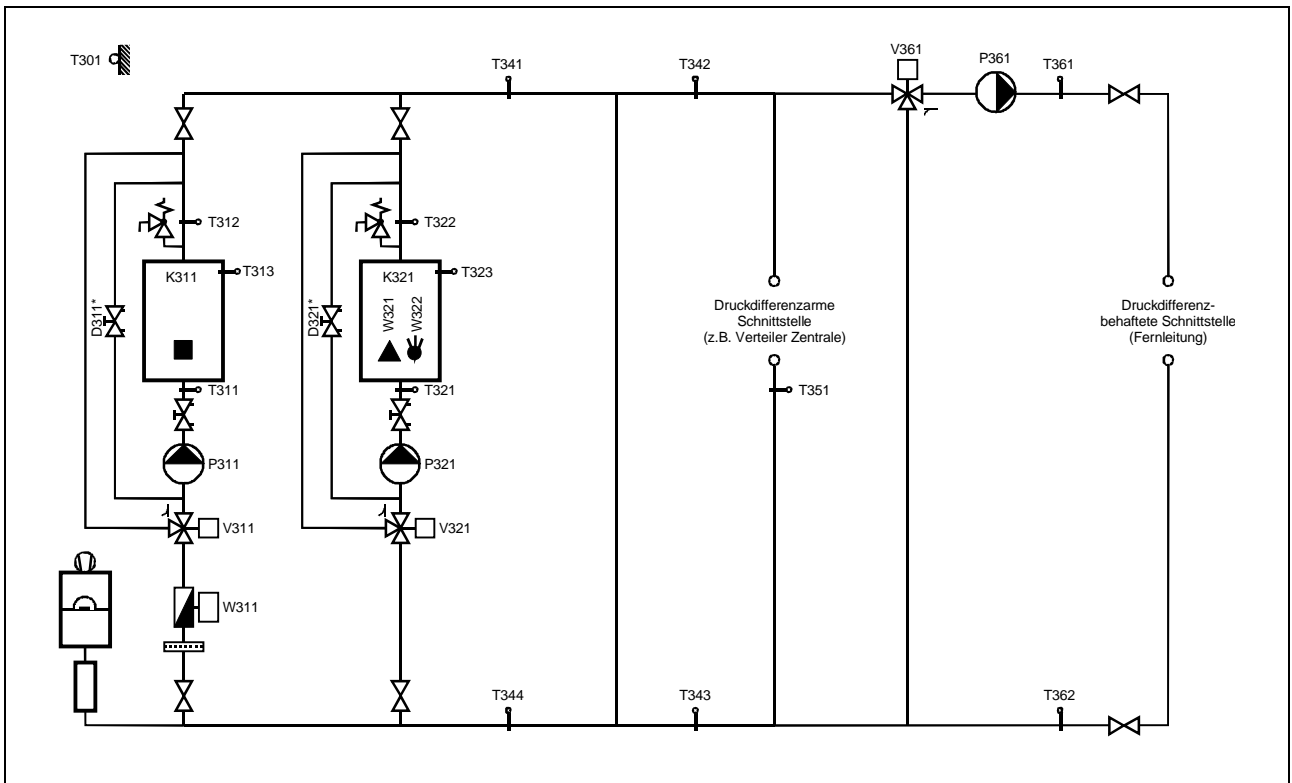 V361
P361
T361
T301
T341
T342
T312
T322
K311
T313
K321
T323
D311*
D321*
W321
W322
Druckdifferenzarme
Schnittstelle
(z.B. Verteiler Zentrale)
Druckdifferenz-
behaftete Schnittstelle
(Fernleitung)
T311
T321
T351
P311
P321
V311
V321
W311
T344
T343
T362